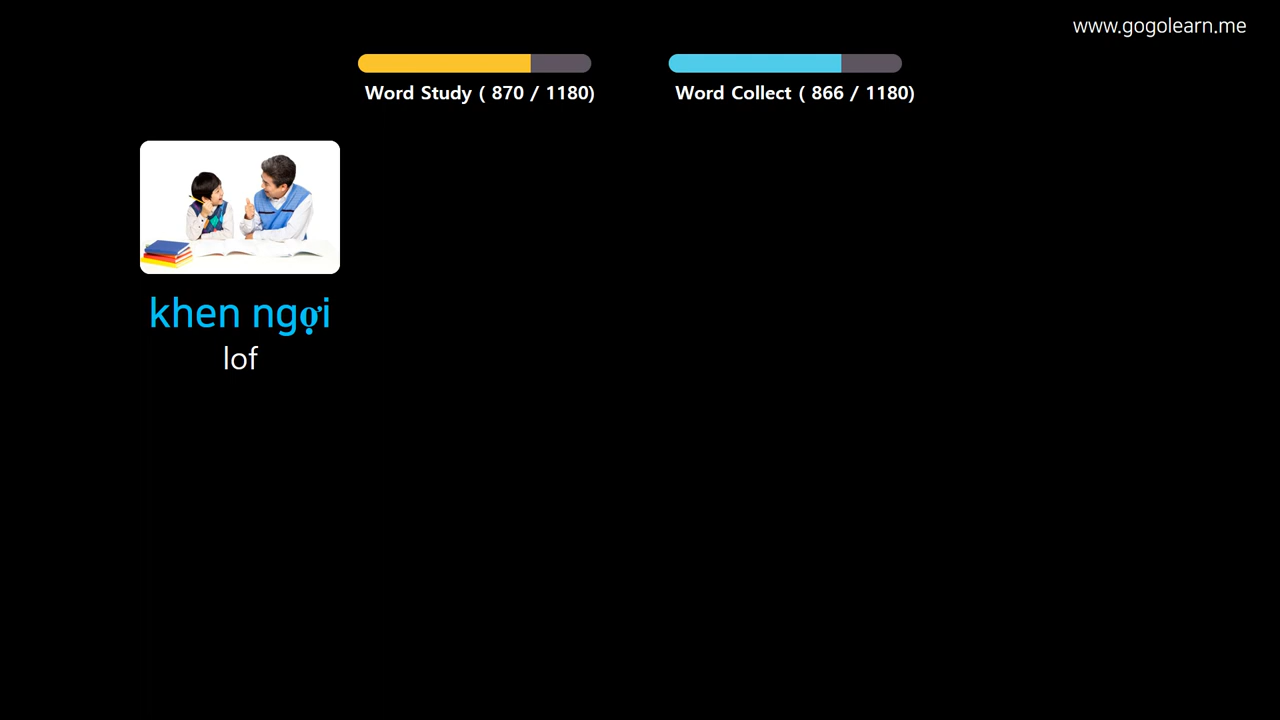 www.gogolearn.me
Word Study ( 870 / 1180)
Word Collect ( 866 / 1180)
khen ngợi
lof